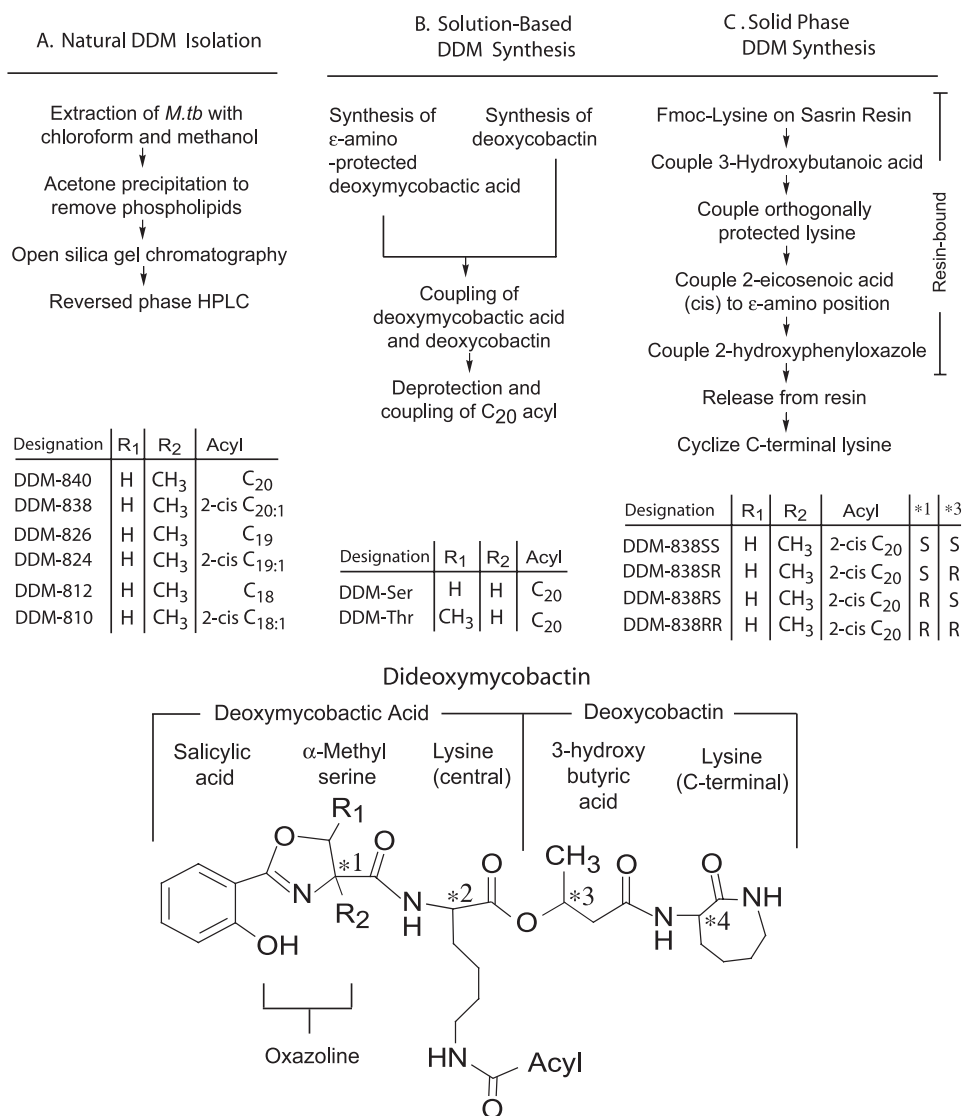 A. Natural DDM Isolation
Extraction of M.tb with
chloroform and methanol
Acetone precipitation to
remove phospholipids
Open silica gel chromatography
Reversed phase HPLC
Designation R1 R2 Acyl
DDM-840 H CH3 C20
DDM-838 H CH3 2-cis C20:1
DDM-826 H CH3 C19
DDM-824 H CH3 2-cis C19:1
DDM-812 H CH3 C18
DDM-810 H CH3 2-cis C18:1
B. Solution-Based
DDM Synthesis
Synthesis of
ε-amino
-protected
deoxymycobactic acid
Synthesis of
deoxycobactin
Coupling of
deoxymycobactic acid
and deoxycobactin
Deprotection and
coupling of C20 acyl
Designation R1 R2 Acyl
DDM-Ser H H C20
DDM-Thr CH3 H C20
C. Solid Phase
DDM Synthesis
Fmoc-Lysine on Sasrin Resin
Couple 3-Hydroxybutanoic acid
Couple orthogonally
protected lysine
Couple 2-eicosenoic acid
(cis) to ε-amino position
Couple 2-hydroxyphenyloxazole
Release from resin
Cyclize C-terminal lysine
Resin-bound
Designation R1 R2 Acyl *1 *3
DDM-838SS H CH3 2-cis C20 S S
DDM-838SR H CH3 2-cis C20 S R
DDM-838RS H CH3 2-cis C20 R S
DDM-838RR H CH3 2-cis C20 R R
Dideoxymycobactin
Deoxymycobactic Acid
Deoxycobactin
Salicylic
acid
α-Methyl
serine
Lysine
(central)
3-hydroxy
butyric
acid
Lysine
(C-terminal)
R1
O
O
O
CH3
O
O
NH
*1
N
N
H
*2
O
*3
N
H
*4
R2
OH
Oxazoline
HN
Acyl
O